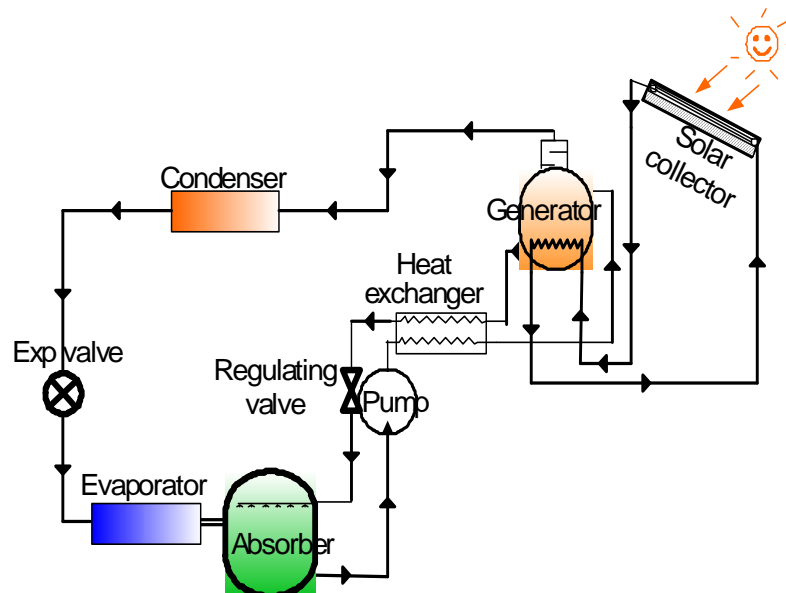 Solar
collector
Condenser
Generator
Heat
exchanger
Exp valve
Regulating
valve
Pump
Evaporator
Absorber